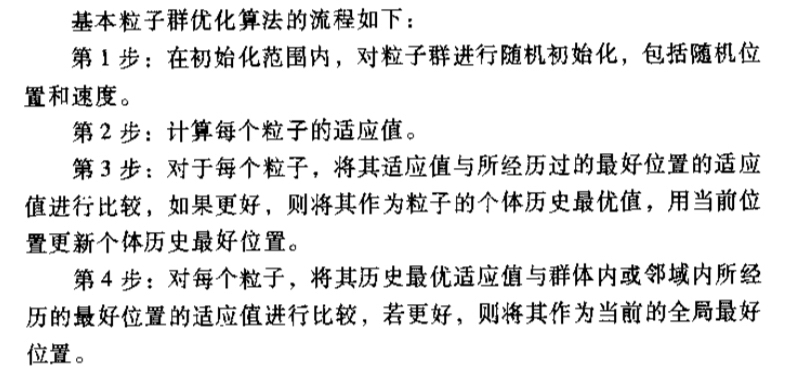 基本粒子群优化算法的流程如下：
第1步：在初始化范围内，对粒子群进行随机初始化，包括随机位
置和速度。
第2步：计算每个粒子的适应值。
第3步：对于每个粒子，将其适应值与所经历过的最好位置的适应
值进行比较，如果更好，则将其作为粒子的个体历史最优值，用当前位
置更新个体历史最好位置。
第4步：对每个粒子，将其历史最优适应值与群体内或邻域内所经
历的最好位置的适应值进行比较，若更好，则将其作为当前的全局最好
位置。